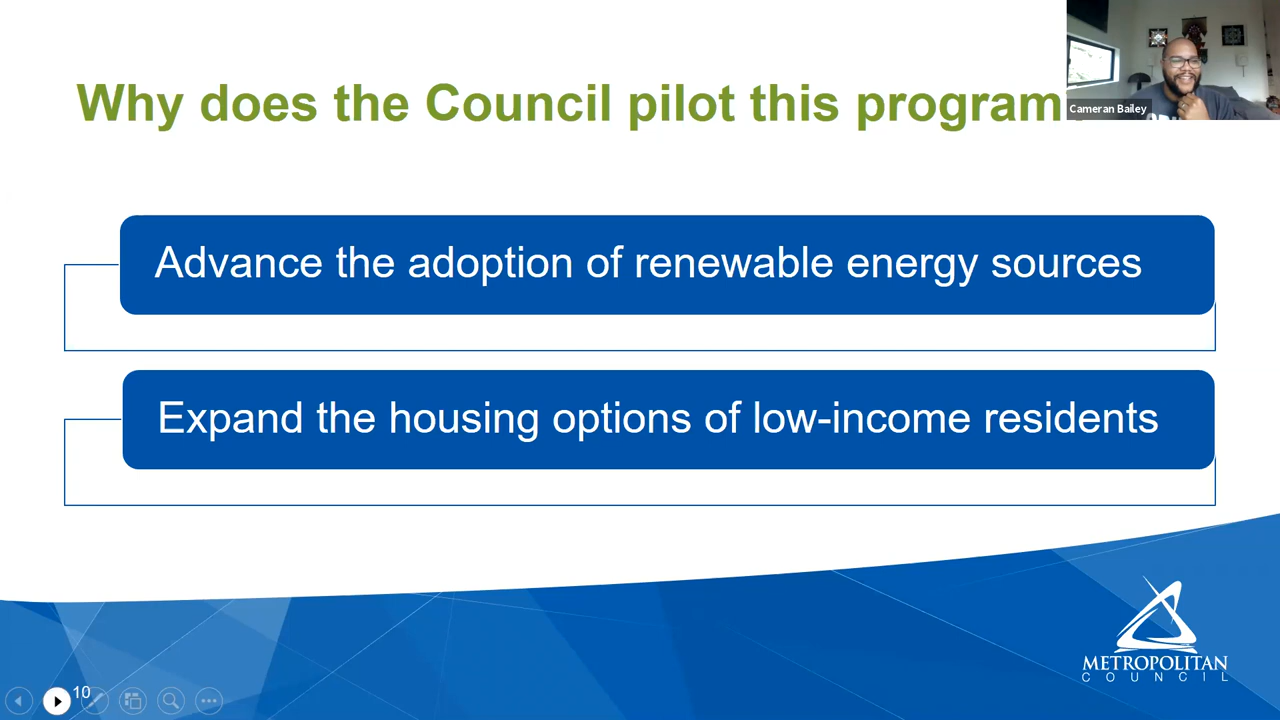 Why does the Council pilot this program
Cameran Bailey
Advance the adoption of renewable energy sources
Expand the housing options of low-income residents
METROPOLITAN
COUNCIL
10